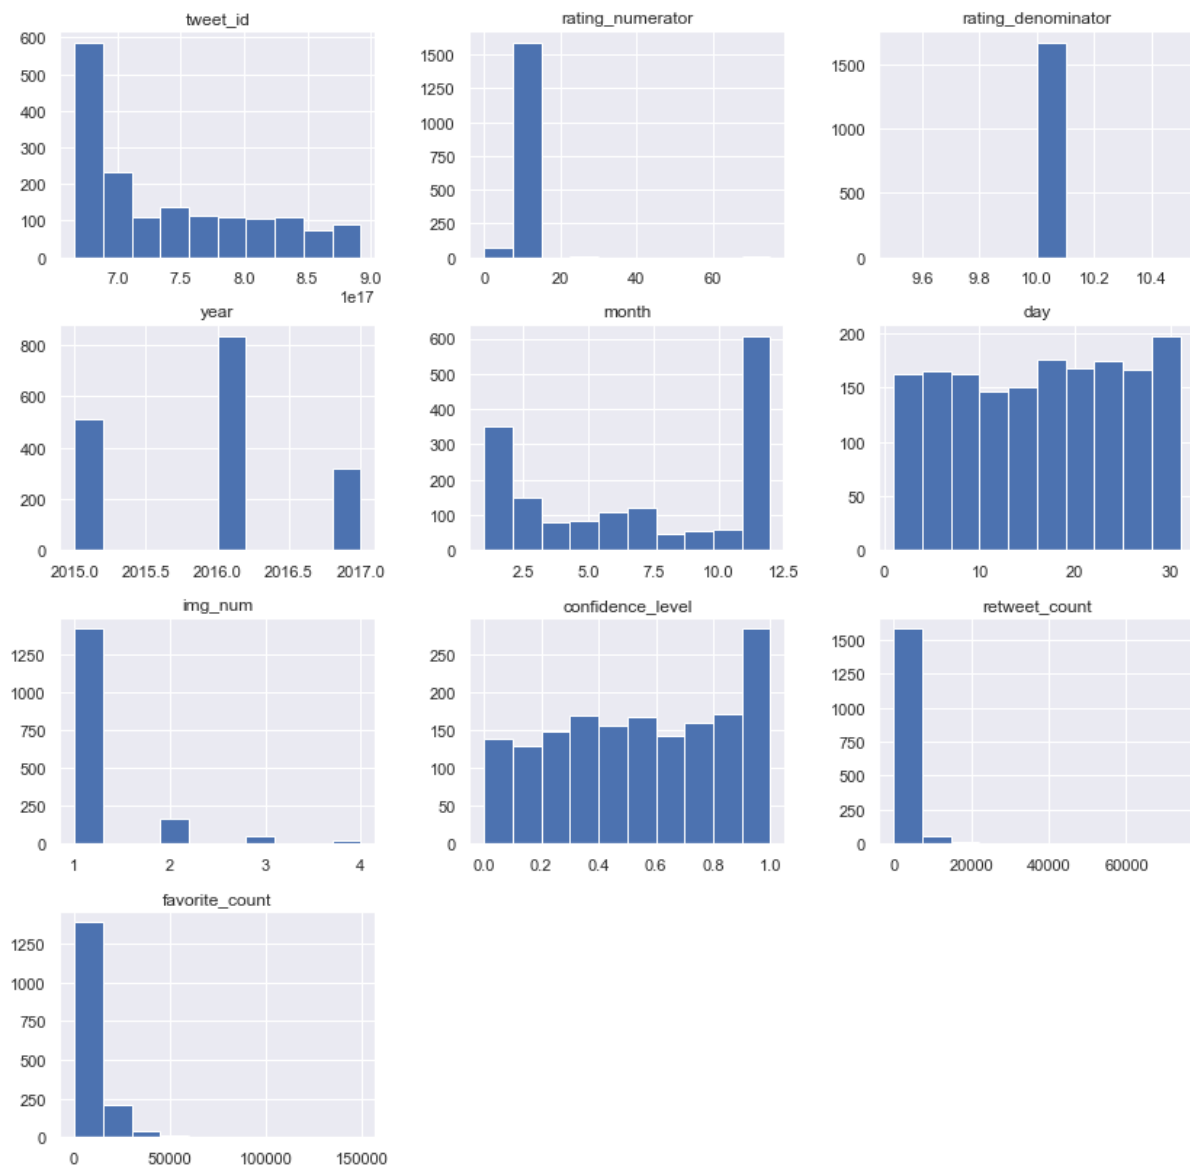 tweet_id
600
500
400
300
200
100
0
7.0 7.5 8.0 8.5 9.0
1e17
rating_numerator
1500
1250
1000
750
500
250
0
0 20 40 60
rating_denominator
1500
1000
500
0
9.6 9.8 10.0 10.2 10.4
year
800
600
400
200
0
2015.0 2015.5 2016.0 2016.5 2017.0
month
600
500
400
300
200
100
0
2.5 5.0 7.5 10.0 12.5
day
200
150
100
50
0
0 10 20 30
img_num
1250
1000
750
500
250
0
1 2 3 4
confidence_level
250
200
150
100
50
0
0.0 0.2 0.4 0.6 0.8 1.0
retweet_count
1500
1250
1000
750
500
250
0
0 20000 40000 60000
favorite_count
1250
1000
750
500
250
0
0 50000 100000 150000